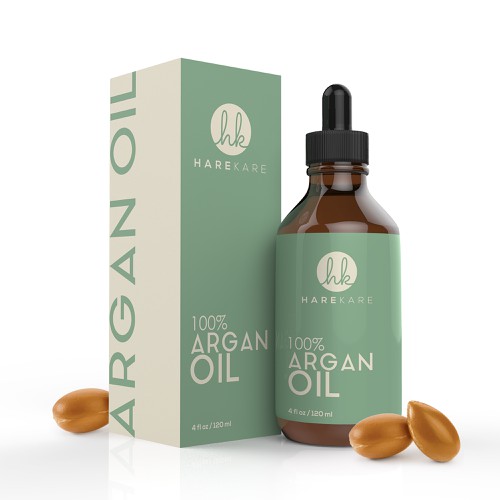 ARGAN OIL
hk
HAREKARE
100%
ARGAN
OIL
4 fl oz / 120 ml
hk
HAREKARE
100%
ARGAN
OIL
4 fl oz / 120 ml